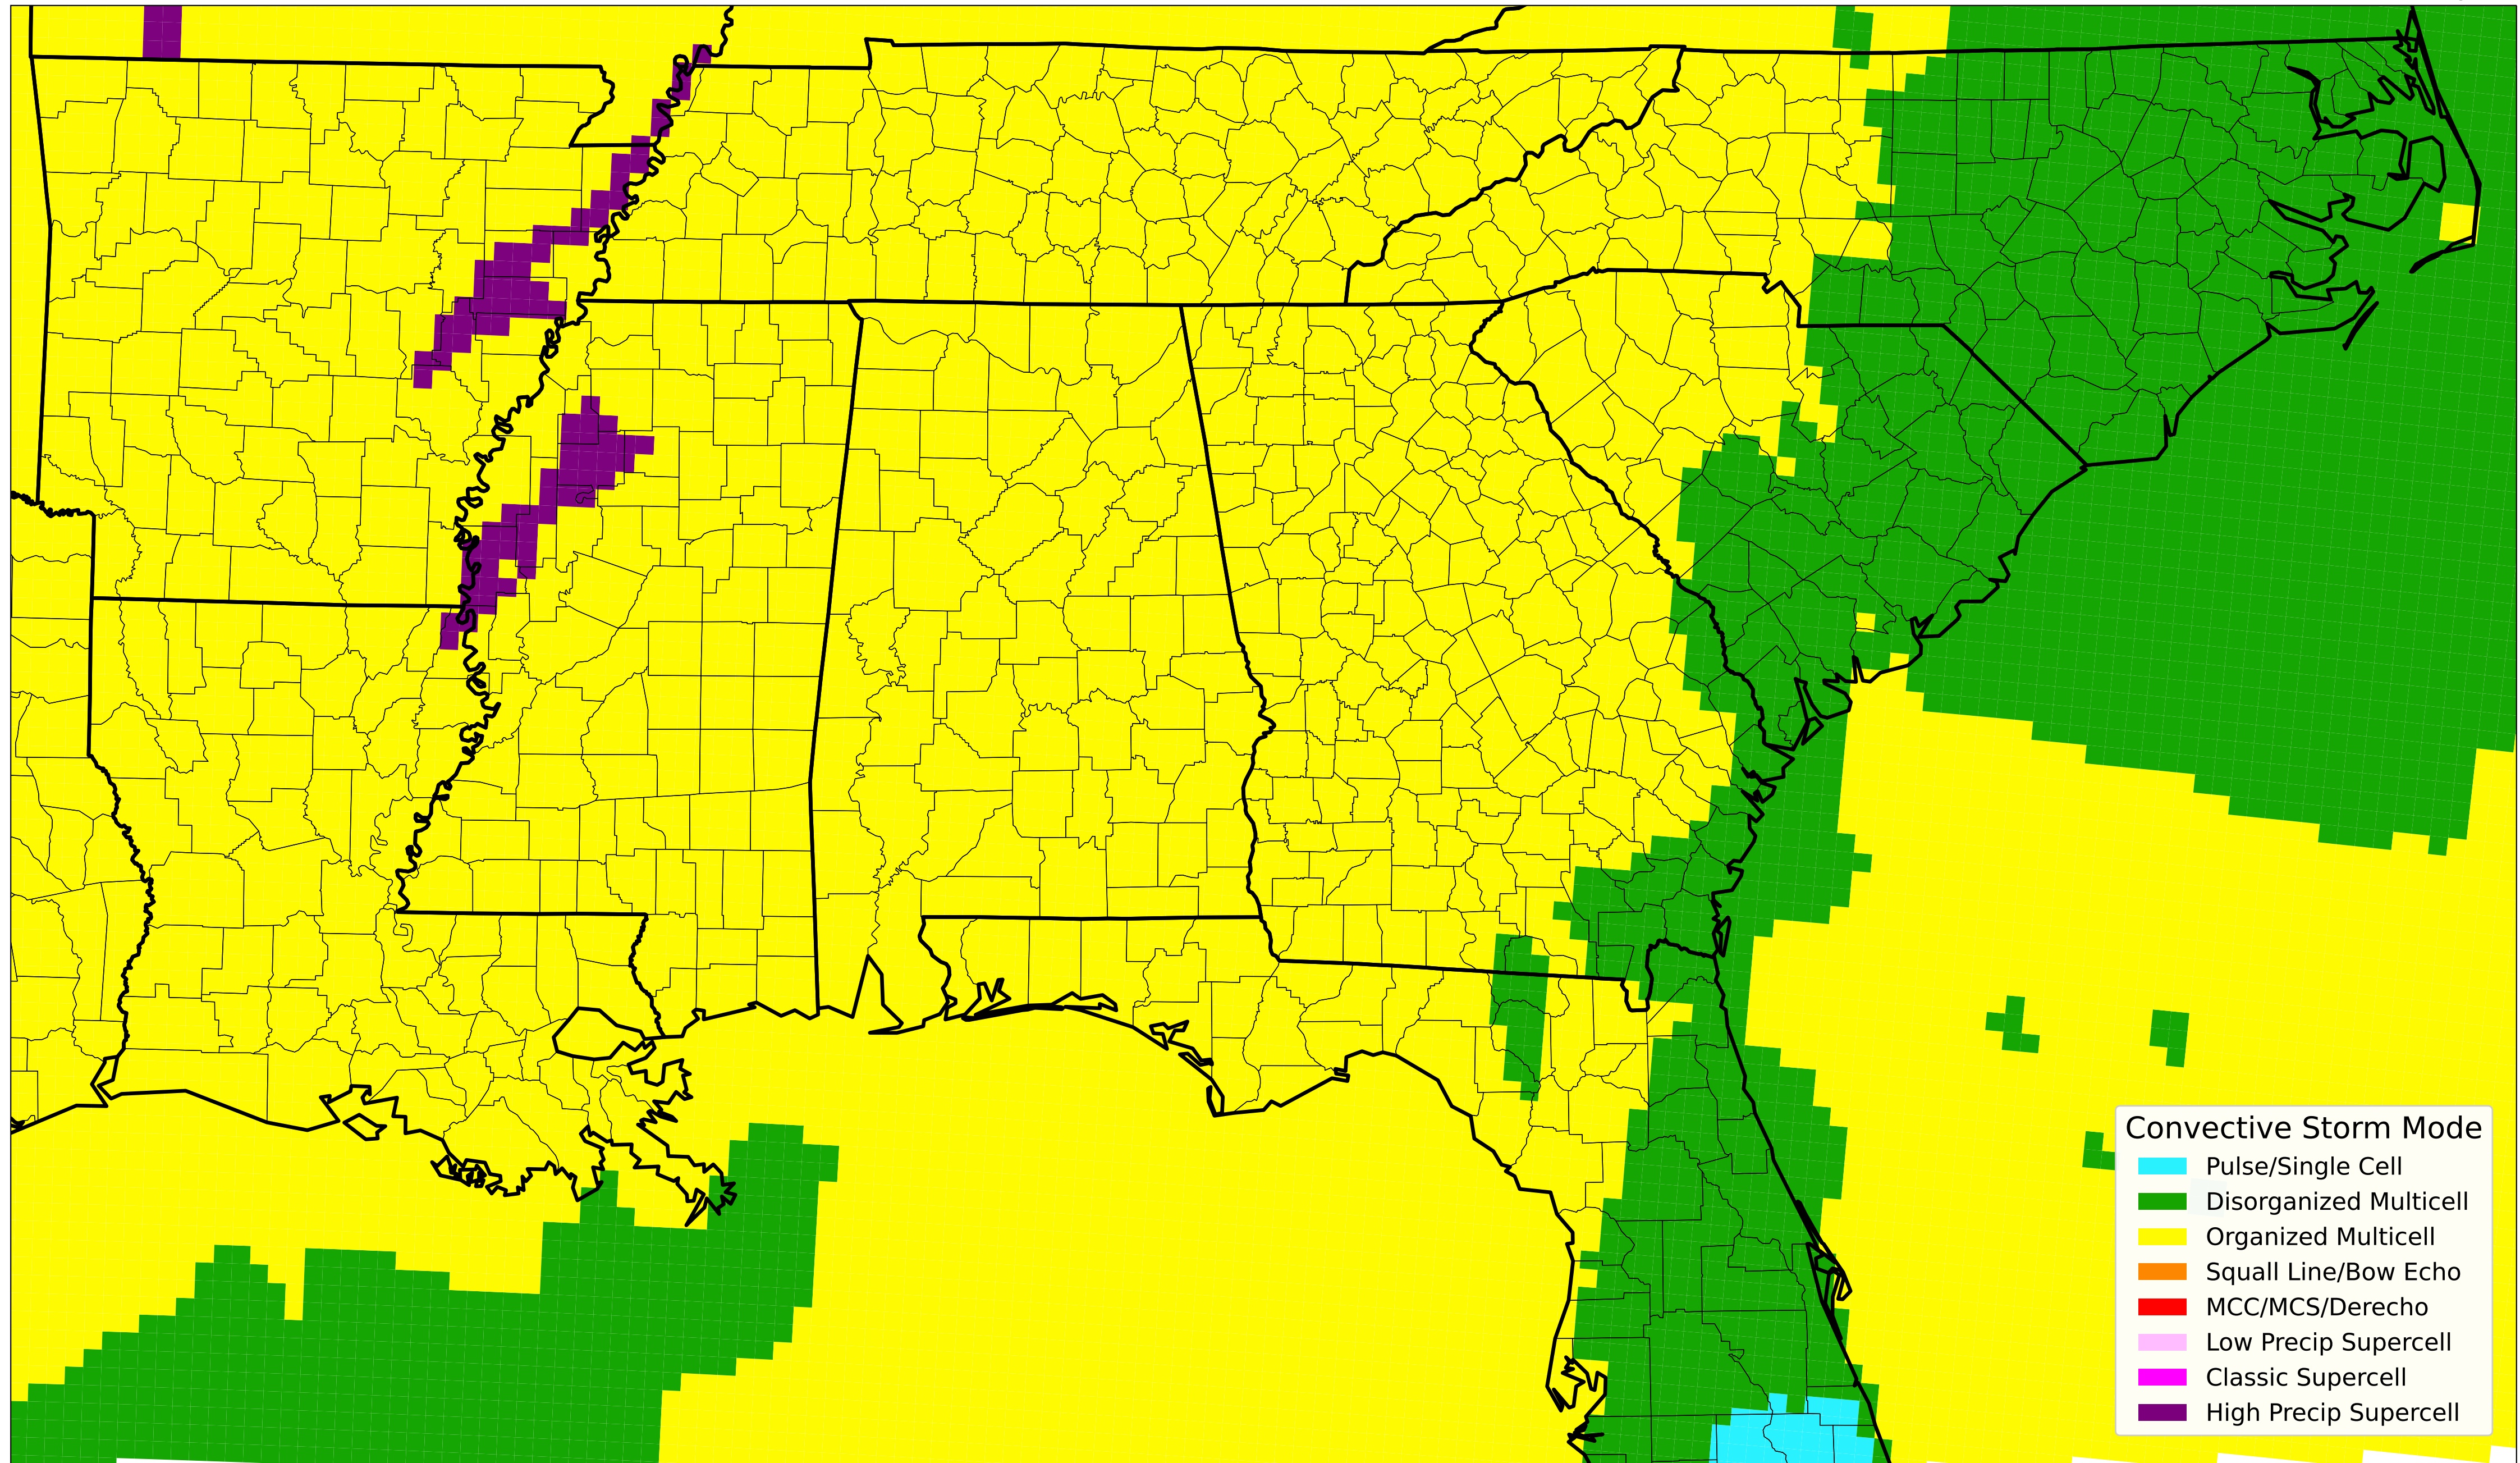 Convective Storm Mode
Pulse/Single Cell
Disorganized Multicell
Organized Multicell
Squall Line/Bow Echo
MCC/MCS/Derecho
Low Precip Supercell
Classic Supercell
High Precip Supercell